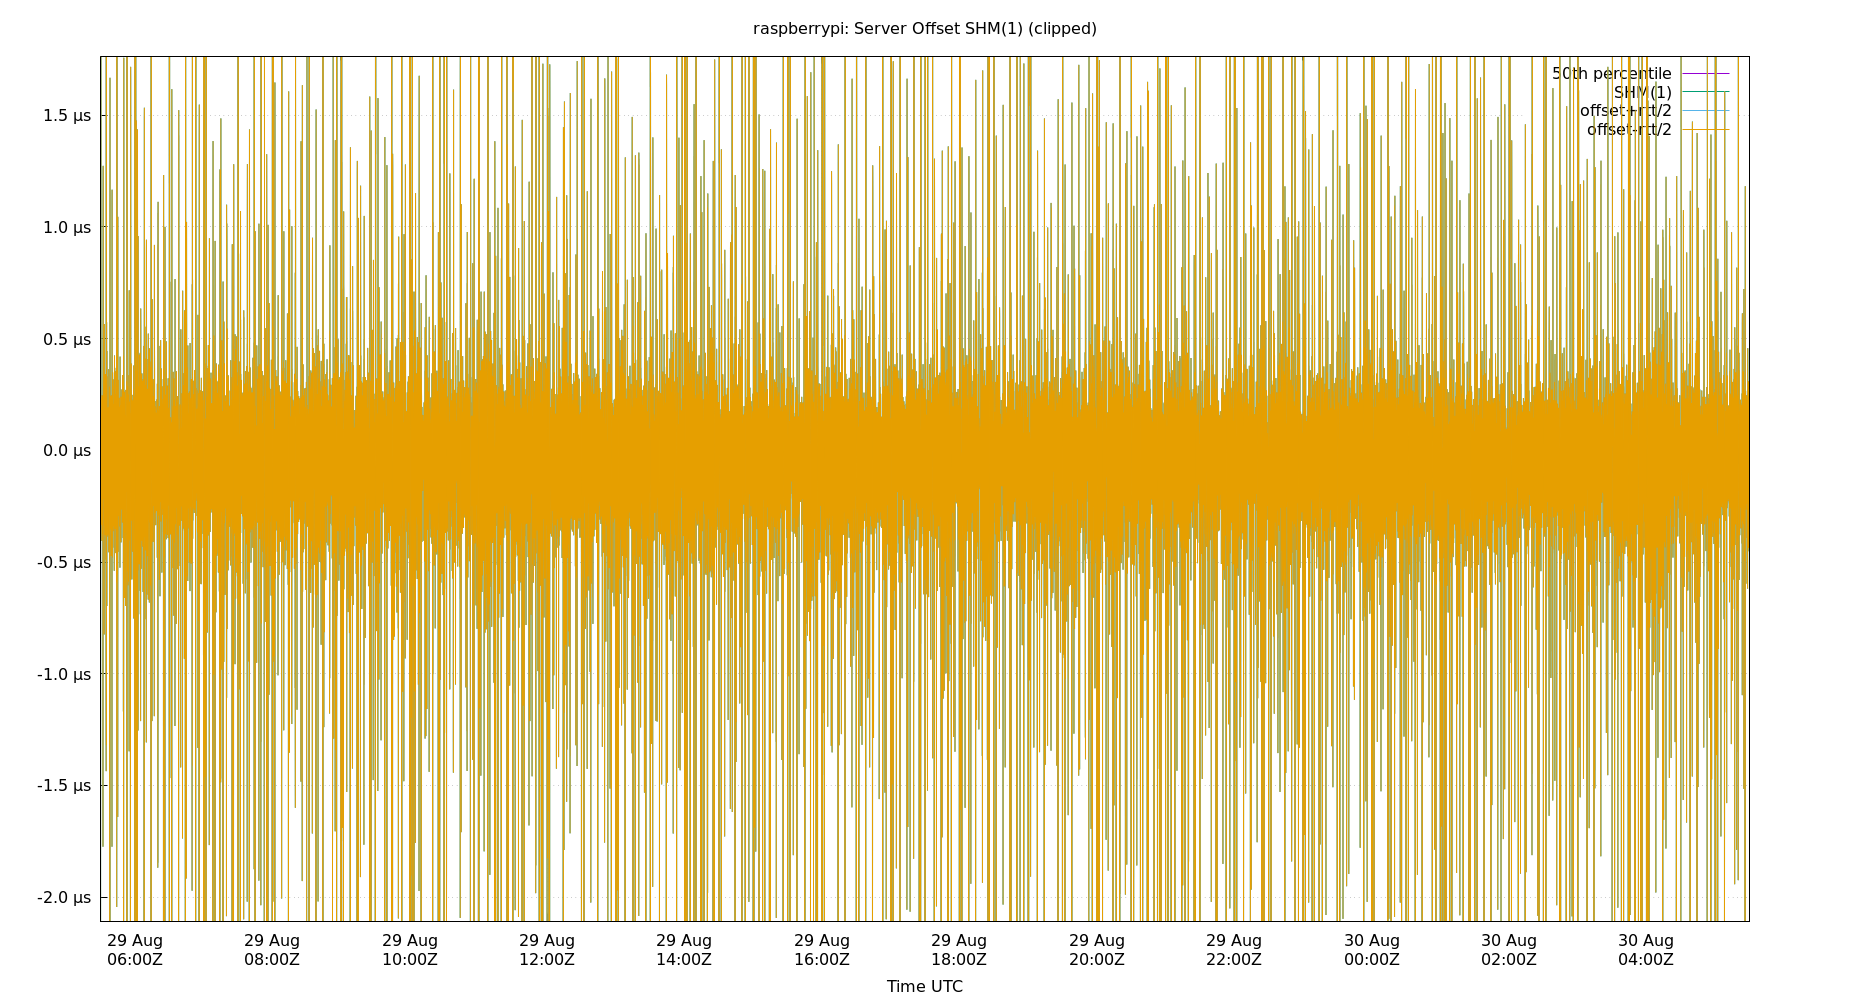 raspberrypi: Server Offset SHM(1) (clipped)
50th percentile
SHM(1)
offset+rtt/2
offset-rtt/2
1.5 µs
1.0 µs
0.5 µs
0.0 µs
-0.5 µs
-1.0 µs
-1.5 µs
-2.0 µs
29 Aug 29 Aug 29 Aug 29 Aug 29 Aug 29 Aug 29 Aug 29 Aug 29 Aug 30 Aug 30 Aug 30 Aug
06:00Z 08:00Z 10:00Z 12:00Z 14:00Z 16:00Z 18:00Z 20:00Z 22:00Z 00:00Z 02:00Z 04:00Z
Time UTC